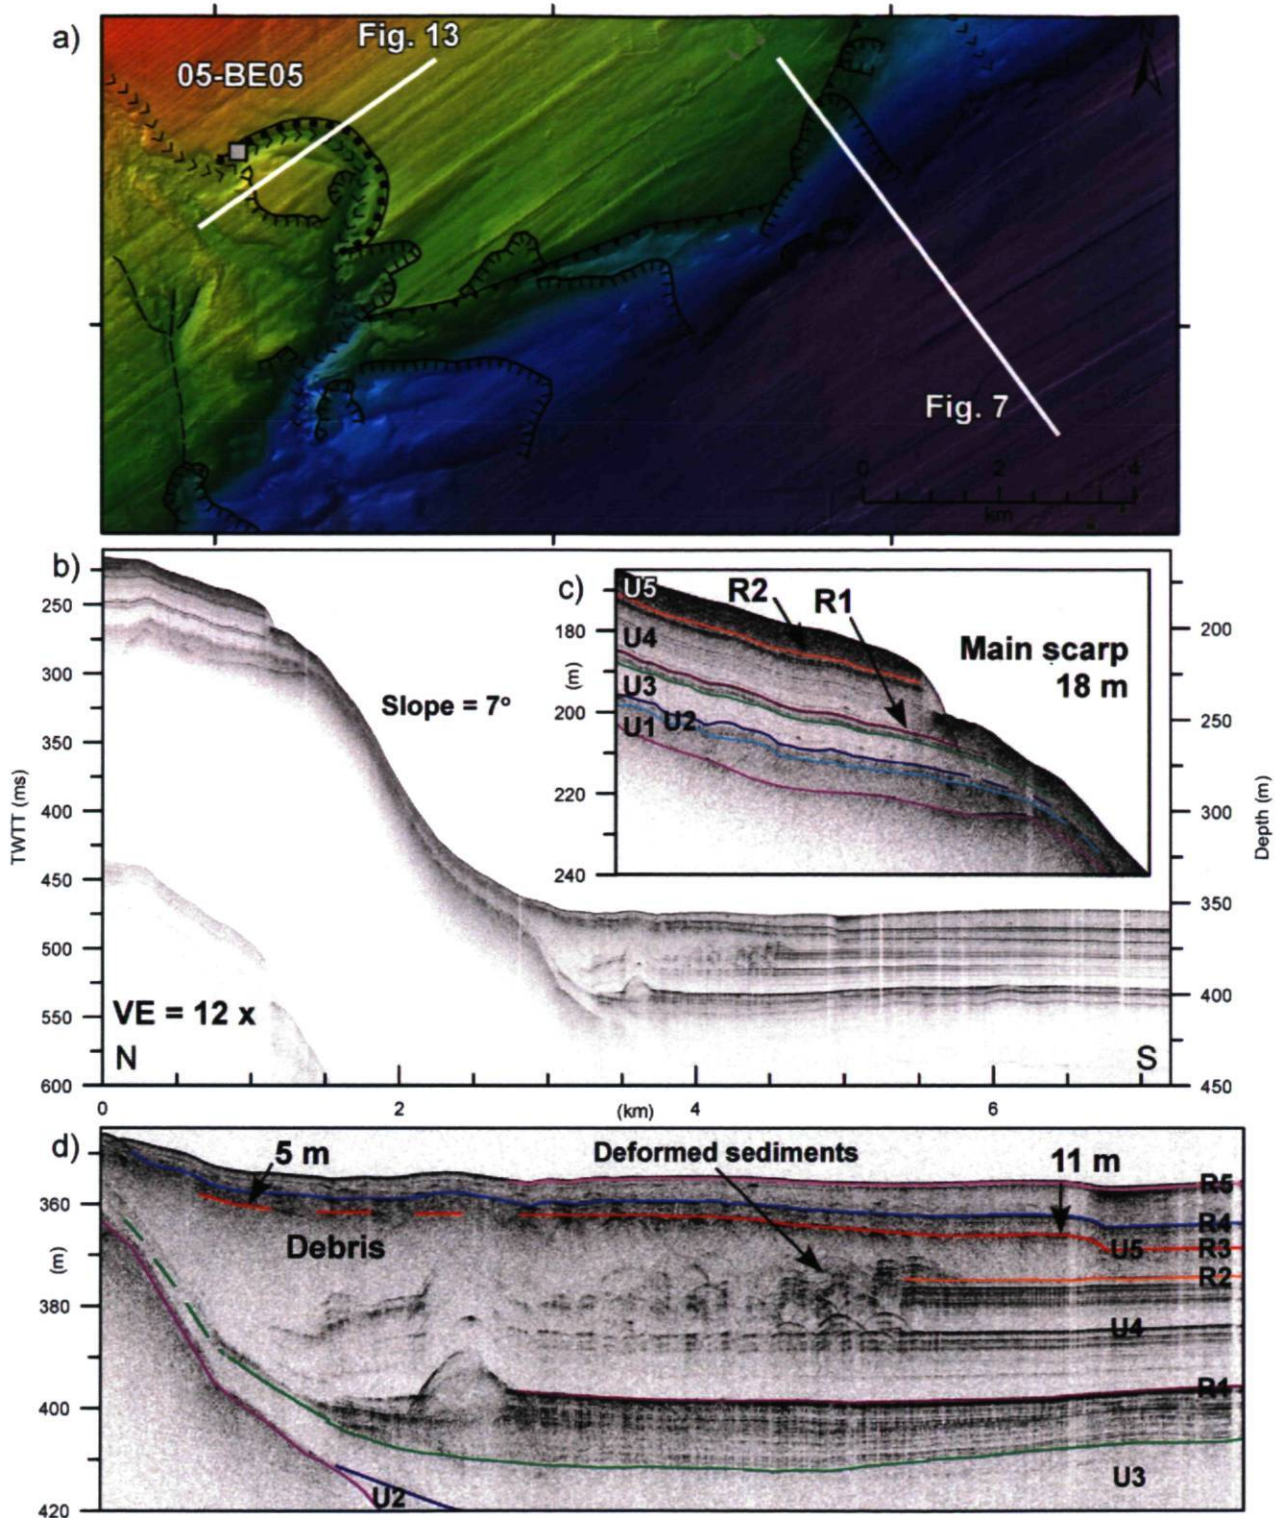 a)
Fig. 13
05-BE05
N
Fig. 7
0 2 4
km
b)
250
300
350
400
450
500
550
600
TWTT (ms)
Slope = 7°
VE = 12 x
N
S
0 2 (km) 4 6
200
250
300
350
400
450
Depth (m)
c)
180
200
220
240
(m)
U5
U4
U3
U2
U1
R2
R1
Main scarp
18 m
d)
360
380
400
420
(m)
5 m
Deformed sediments
11 m
Debris
R5
R4
U5
R3
R2
U4
R4
U3
U2